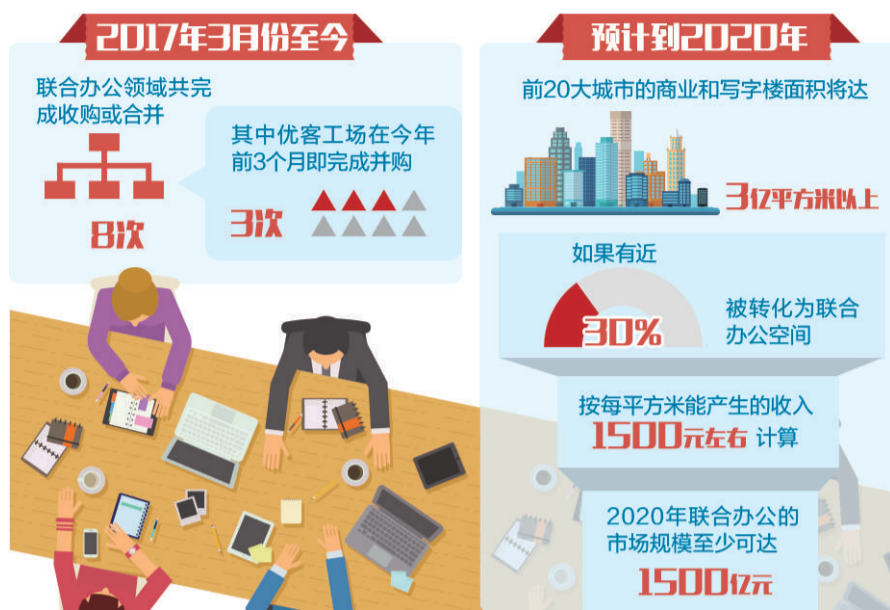 2017年3月份至今
联合办公领域共完
成收购或合并
8次
其中优客工场在今年
前3个月即完成并购
3次
预计到2020年
前20大城市的商业和写字楼面积将达
3亿平方米以上
如果有近
30%
被转化为联合
办公空间
按每平方米能产生的收入
1500元左右 计算
2020年联合办公的
市场规模至少可达
1500亿元